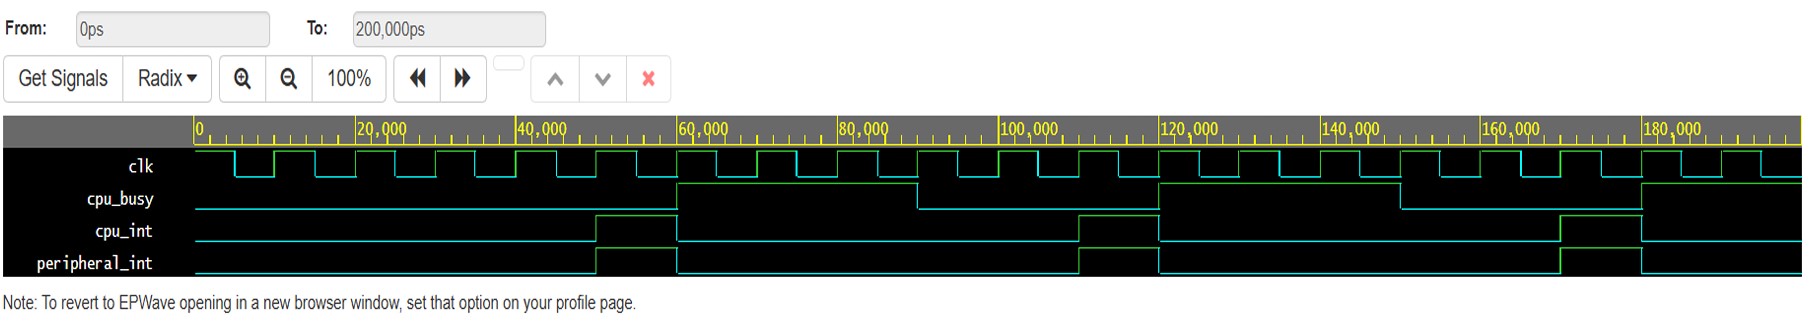 From: 0ps To: 200,000ps
Get Signals Radix 100%
0 20,000 40,000 60,000 80,000 100,000 120,000 140,000 160,000 180,000
clk
cpu_busy
cpu_int
peripheral_int
Note: To revert to EPWave opening in a new browser window, set that option on your profile page.